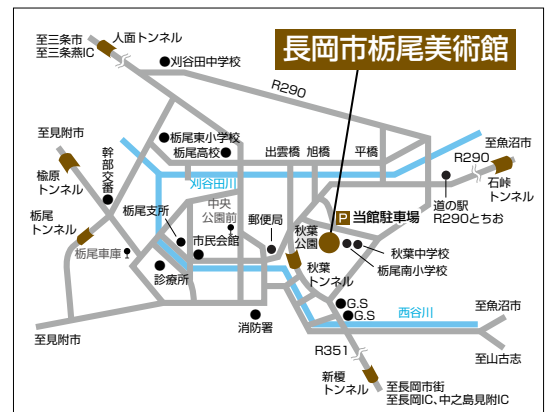 長岡市栃尾美術館
至三条市
至三条燕IC
人面トンネル
刈谷田中学校
R290
至見附市
楡原
トンネル
幹部交番
栃尾東小学校
栃尾高校
出雲橋
旭橋
平橋
至魚沼市
R290
石峠
トンネル
刈谷田川
道の駅
R290とちお
栃尾
トンネル
栃尾支所
中央
公園前
郵便局
P 当館駐車場
秋葉
公園
秋葉中学校
栃尾南小学校
市民会館
栃尾車庫
秋葉
トンネル
診療所
G.S
G.S
西谷川
至魚沼市
消防署
至見附市
R351
至山古志
新榎
トンネル
至長岡市街
至長岡IC、中之島見附IC